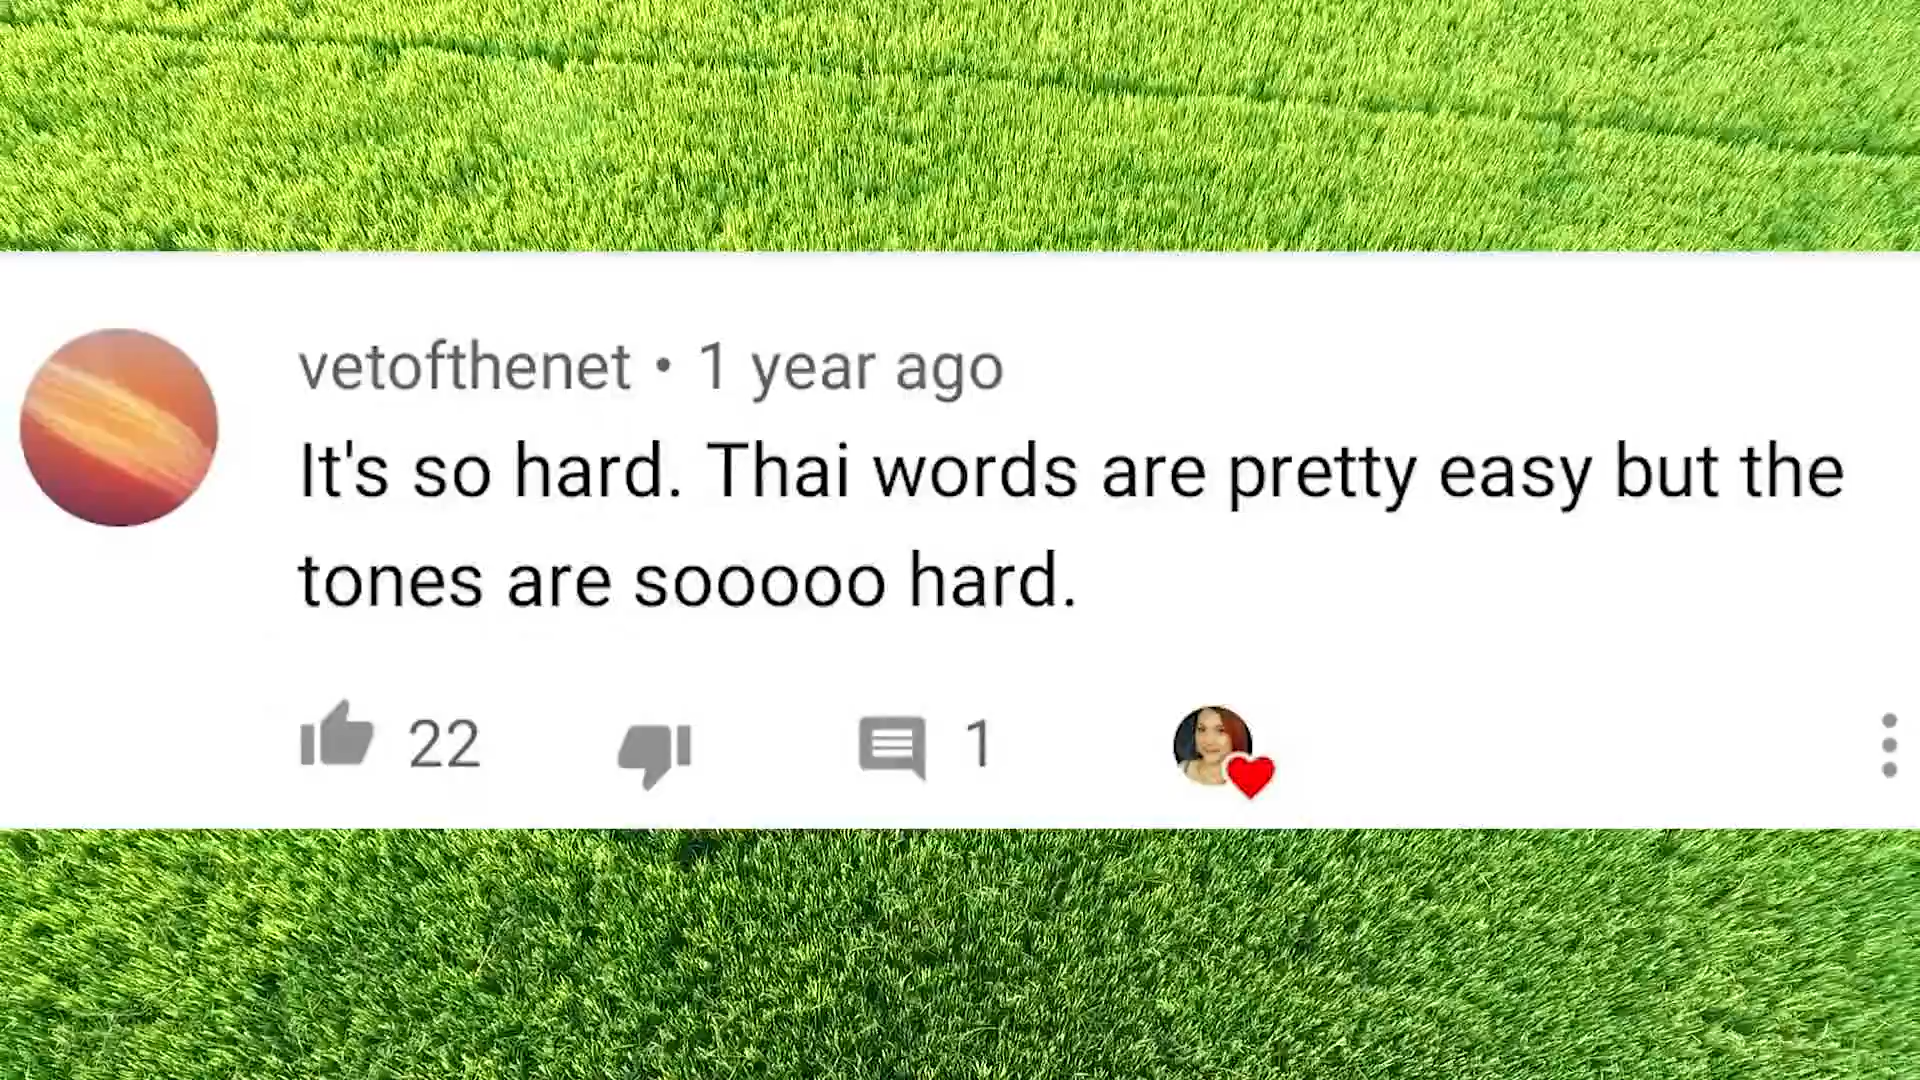 vetofthenet • 1 year ago
It's so hard. Thai words are pretty easy but the
tones are sooooo hard.
22 1